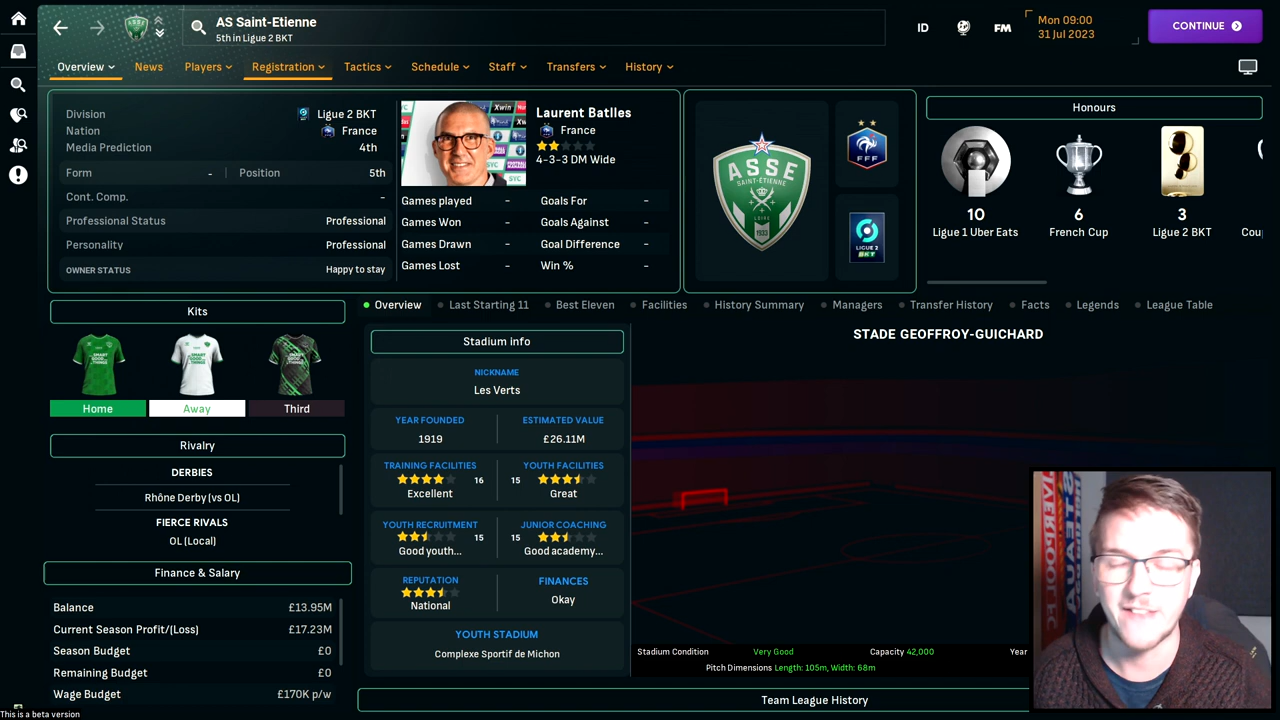 AS Saint-Etienne
5th in Ligue 2 BKT
ID
FM
Mon 09:00
31 Jul 2023
CONTINUE
Overview
News
Players
Registration
Tactics
Schedule
Staff
Transfers
History
Division Ligue 2 BKT
Nation France
Media Prediction 4th
Form - Position 5th
Cont. Comp. -
Professional Status Professional
Personality Professional
OWNER STATUS Happy to stay
Laurent Batlles
France
4-3-3 DM Wide
Games played - Goals For -
Games Won - Goals Against -
Games Drawn - Goal Difference -
Games Lost - Win % -
ASSE
SAINT-ÉTIENNE
LOIRE
1933
FFF
LIGUE 2
BKT
Honours
10
Ligue 1 Uber Eats
6
French Cup
3
Ligue 2 BKT
Cou
Kits
Home
Away
Third
Rivalry
DERBIES
Rhône Derby (vs OL)
FIERCE RIVALS
OL (Local)
Finance & Salary
Balance £13.95M
Current Season Profit/(Loss) £17.23M
Season Budget £0
Remaining Budget £0
Wage Budget £170K p/w
This is a beta version
Overview
Last Starting 11
Best Eleven
Facilities
History Summary
Managers
Transfer History
Facts
Legends
League Table
Stadium info
NICKNAME
Les Verts
YEAR FOUNDED
1919
ESTIMATED VALUE
£26.11M
TRAINING FACILITIES
16
Excellent
YOUTH FACILITIES
15
Great
YOUTH RECRUITMENT
15
Good youth...
JUNIOR COACHING
15
Good academy...
REPUTATION
National
FINANCES
Okay
YOUTH STADIUM
Complexe Sportif de Michon
STADE GEOFFROY-GUICHARD
Stadium Condition Very Good Capacity 42,000 Year
Pitch Dimensions Length: 105m, Width: 68m
Team League History